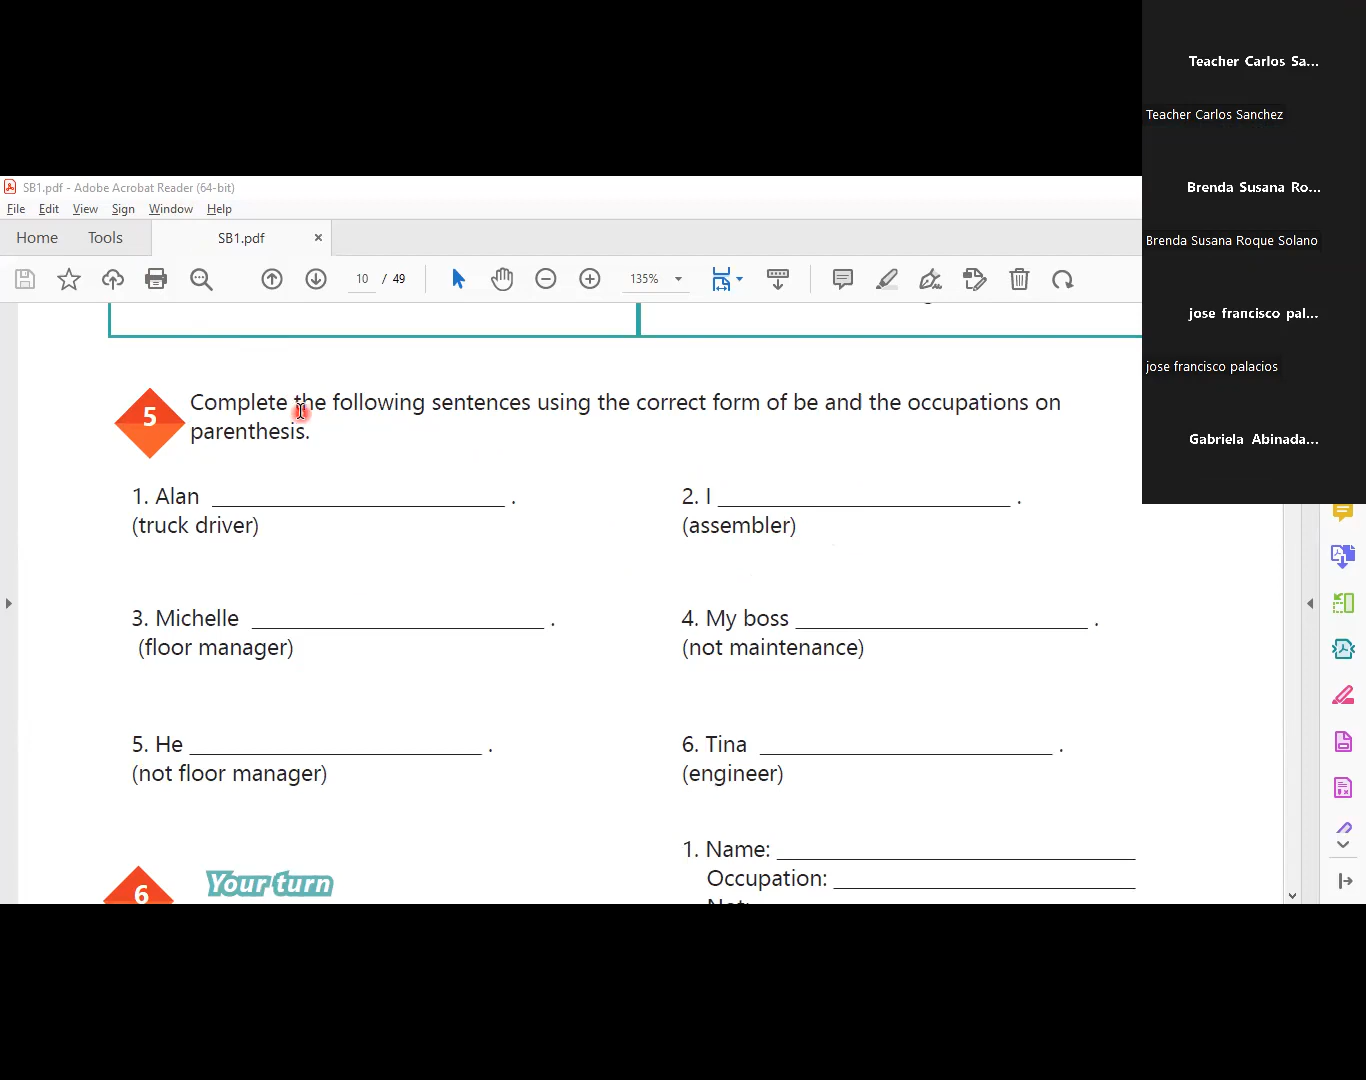 Teacher Carlos Sa...
Teacher Carlos Sanchez
Brenda Susana Ro...
Brenda Susana Roque Solano
jose francisco pal...
jose francisco palacios
Gabriela Abinada...
SB1.pdf - Adobe Acrobat Reader (64-bit)
File Edit View Sign Window Help
Home Tools SB1.pdf ×
10 / 49 135%
5 Complete the following sentences using the correct form of be and the occupations on
parenthesis.
1. Alan ________________________ .
(truck driver)
2. I ________________________ .
(assembler)
3. Michelle ________________________ .
(floor manager)
4. My boss ________________________ .
(not maintenance)
5. He ________________________ .
(not floor manager)
6. Tina ________________________ .
(engineer)
6 Your turn
1. Name: ______________________________
Occupation: _________________________